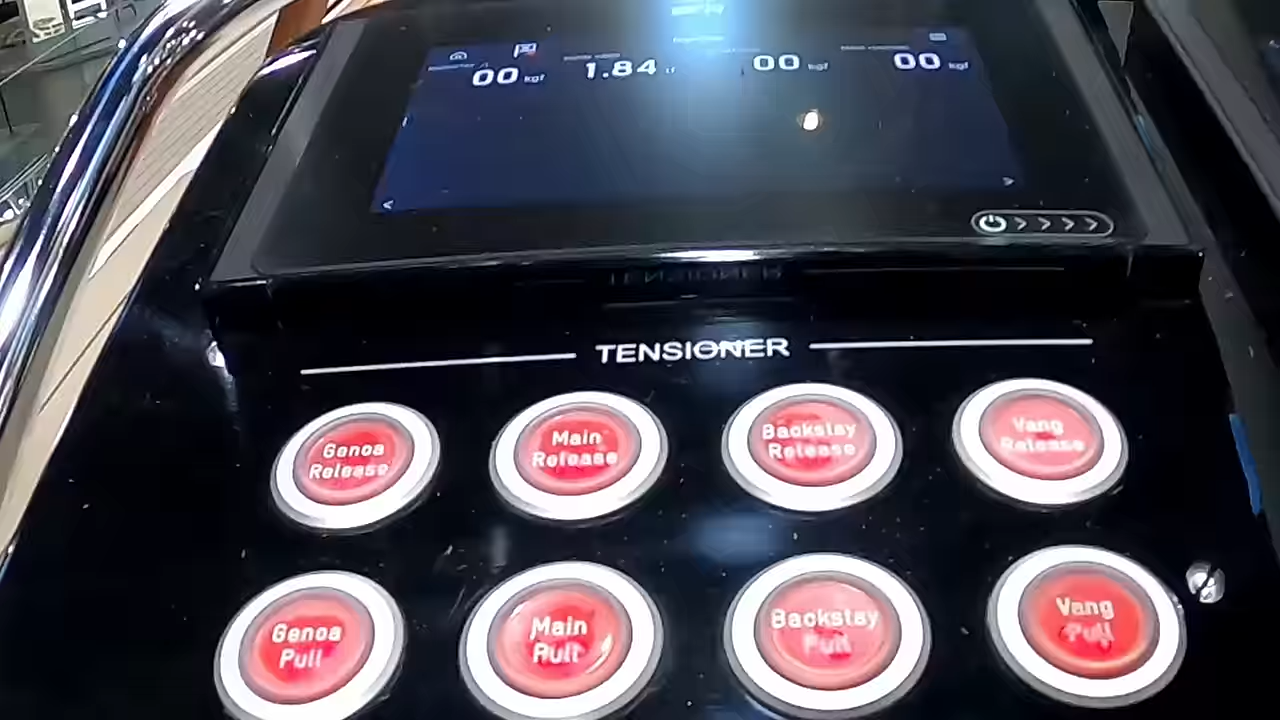 00 kgf 1.84 tf 00 kgf 00 kgf
< >
TENSIONER
Genoa Release
Main Release
Backstay Release
Vang Release
Genoa Pull
Main Pull
Backstay Pull
Vang Pull